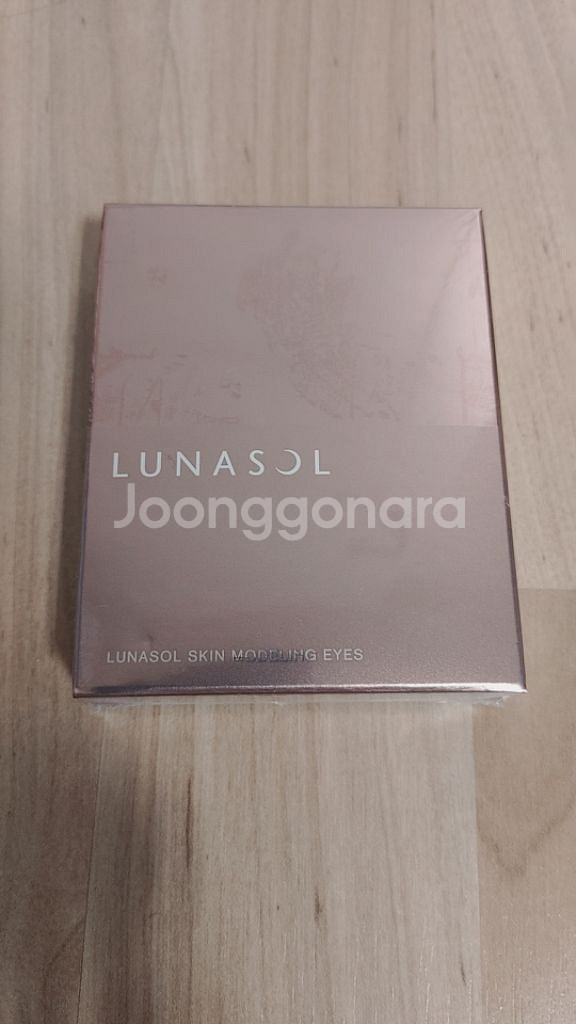 LUNASOL
Joonggonara
LUNASOL SKIN MODELING EYES